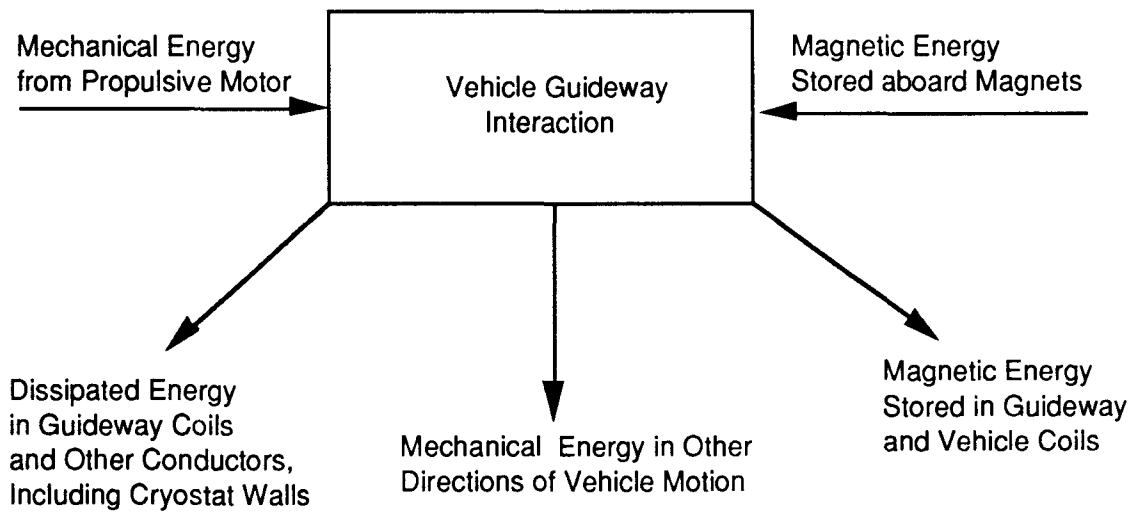 Mechanical Energy
from Propulsive Motor
Vehicle Guideway
Interaction
Magnetic Energy
Stored aboard Magnets
Dissipated Energy
in Guideway Coils
and Other Conductors,
Including Cryostat Walls
Mechanical Energy in Other
Directions of Vehicle Motion
Magnetic Energy
Stored in Guideway
and Vehicle Coils